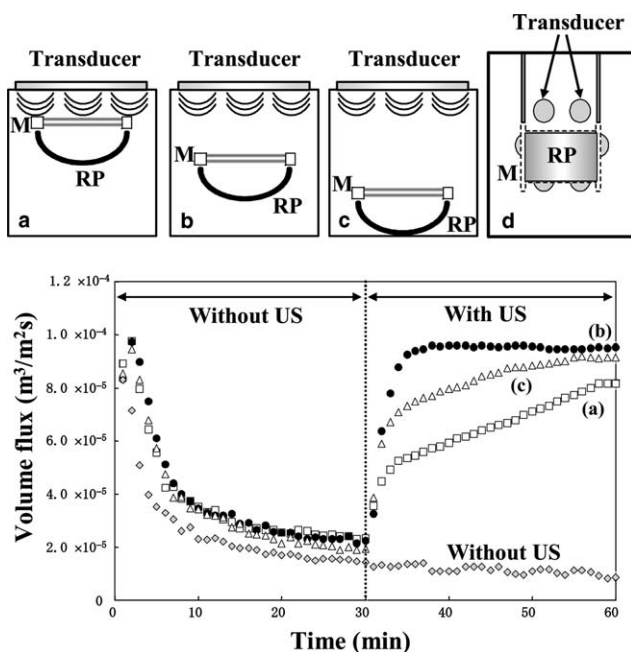 Transducer
Transducer
Transducer
Transducer
M
RP
a
M
RP
b
M
RP
c
M
RP
d
Volume flux (m³/m²s)
1.2 ×10⁻⁴
1.0 ×10⁻⁴
8.0 ×10⁻⁵
6.0 ×10⁻⁵
4.0 ×10⁻⁵
2.0 ×10⁻⁵
0
Without US
With US
(b)
(c)
(a)
Without US
0 10 20 30 40 50 60
Time (min)